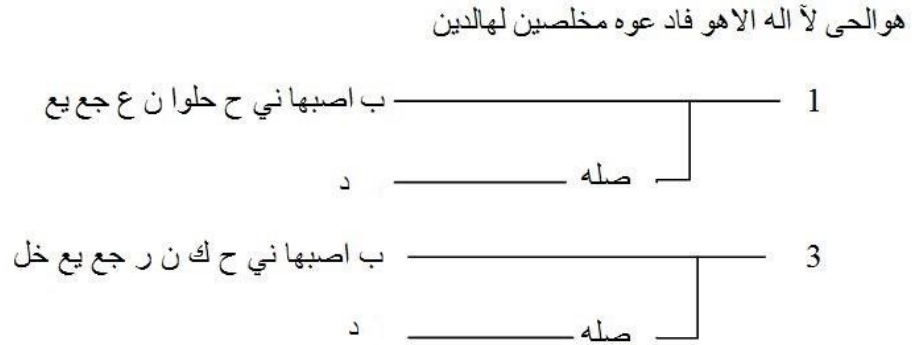 هوالحى لآ اله الاهو فاد عوه مخلصين لهالدين
1 ب اصبها ني ح حلوا ن ع جع يع
صله د
3 ب اصبها ني ح ك ن ر جع يع خل
صله د